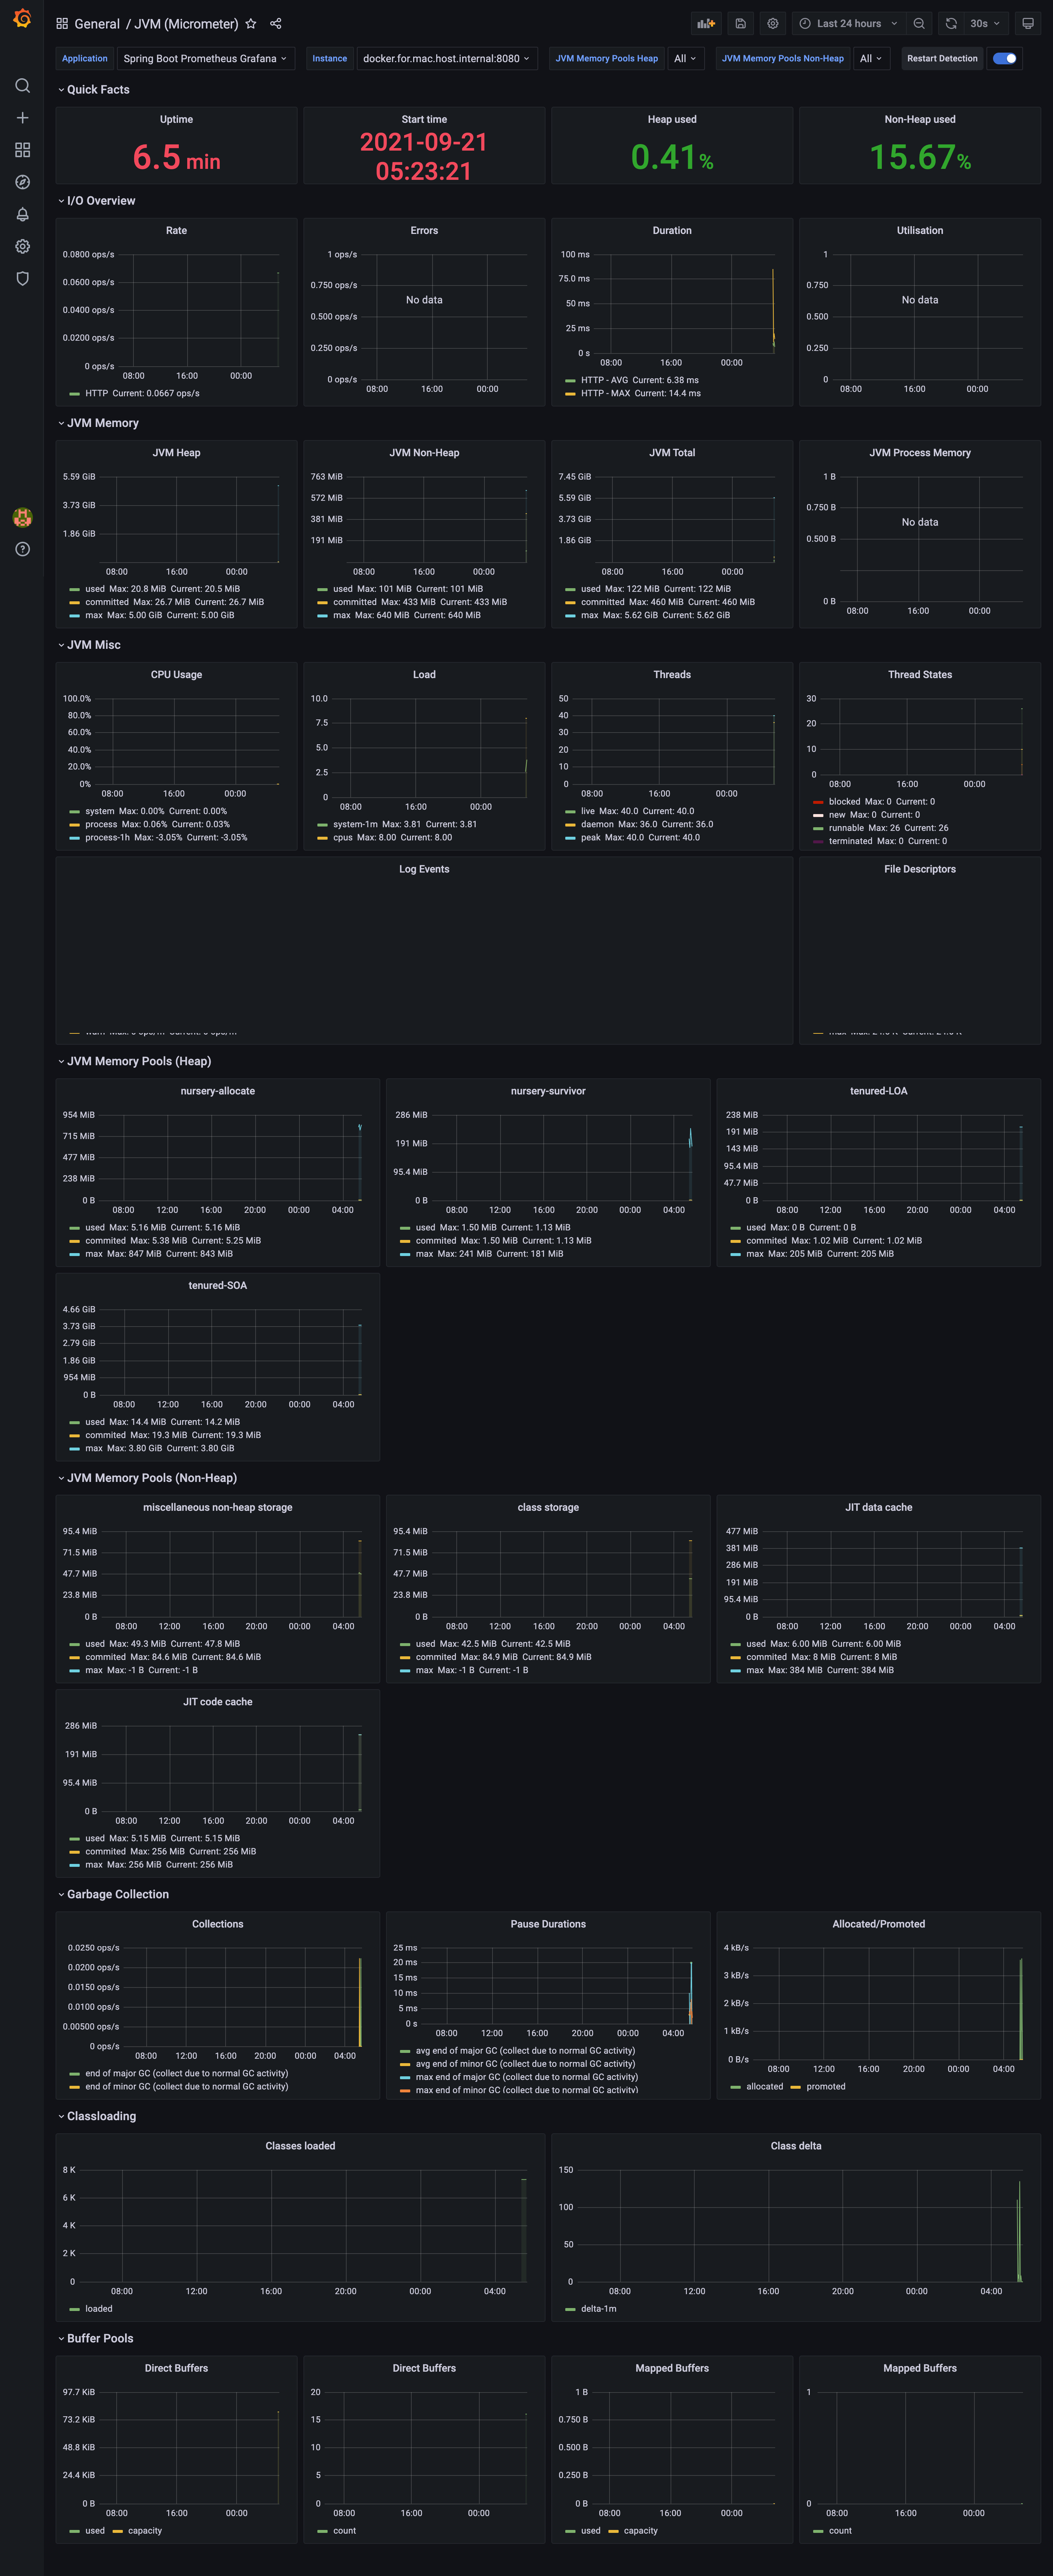 General / JVM (Micrometer)
Last 24 hours
30s
Application
Spring Boot Prometheus Grafana
Instance
docker.for.mac.host.internal:8080
JVM Memory Pools Heap
All
JVM Memory Pools Non-Heap
All
Restart Detection
Quick Facts
Uptime
6.5 min
Start time
2021-09-21
05:23:21
Heap used
0.41%
Non-Heap used
15.67%
I/O Overview
Rate
0.0800 ops/s
0.0600 ops/s
0.0400 ops/s
0.0200 ops/s
0 ops/s
08:00 16:00 00:00
HTTP Current: 0.0667 ops/s
Errors
1 ops/s
0.750 ops/s
0.500 ops/s
0.250 ops/s
0 ops/s
No data
08:00 16:00 00:00
Duration
100 ms
75.0 ms
50 ms
25 ms
0 s
08:00 16:00 00:00
HTTP - AVG Current: 6.38 ms
HTTP - MAX Current: 14.4 ms
Utilisation
1
0.750
0.500
0.250
0
No data
08:00 16:00 00:00
JVM Memory
JVM Heap
5.59 GiB
3.73 GiB
1.86 GiB
08:00 16:00 00:00
used Max: 20.8 MiB Current: 20.5 MiB
committed Max: 26.7 MiB Current: 26.7 MiB
max Max: 5.00 GiB Current: 5.00 GiB
JVM Non-Heap
763 MiB
572 MiB
381 MiB
191 MiB
08:00 16:00 00:00
used Max: 101 MiB Current: 101 MiB
committed Max: 433 MiB Current: 433 MiB
max Max: 640 MiB Current: 640 MiB
JVM Total
7.45 GiB
5.59 GiB
3.73 GiB
1.86 GiB
08:00 16:00 00:00
used Max: 122 MiB Current: 122 MiB
committed Max: 460 MiB Current: 460 MiB
max Max: 5.62 GiB Current: 5.62 GiB
JVM Process Memory
1 B
0.750 B
0.500 B
0 B
No data
08:00 16:00 00:00
JVM Misc
CPU Usage
100.0%
80.0%
60.0%
40.0%
20.0%
0%
08:00 16:00 00:00
system Max: 0.00% Current: 0.00%
process Max: 0.06% Current: 0.03%
process-1h Max: -3.05% Current: -3.05%
Load
10.0
7.5
5.0
2.5
0
08:00 16:00 00:00
system-1m Max: 3.81 Current: 3.81
cpus Max: 8.00 Current: 8.00
Threads
50
40
30
20
10
0
08:00 16:00 00:00
live Max: 40.0 Current: 40.0
daemon Max: 36.0 Current: 36.0
peak Max: 40.0 Current: 40.0
Thread States
30
20
10
0
08:00 16:00 00:00
blocked Max: 0 Current: 0
new Max: 0 Current: 0
runnable Max: 26 Current: 26
terminated Max: 0 Current: 0
Log Events
File Descriptors
JVM Memory Pools (Heap)
nursery-allocate
954 MiB
715 MiB
477 MiB
238 MiB
0 B
08:00 12:00 16:00 20:00 00:00 04:00
used Max: 5.16 MiB Current: 5.16 MiB
commited Max: 5.38 MiB Current: 5.25 MiB
max Max: 847 MiB Current: 843 MiB
nursery-survivor
286 MiB
191 MiB
95.4 MiB
0 B
08:00 12:00 16:00 20:00 00:00 04:00
used Max: 1.50 MiB Current: 1.13 MiB
commited Max: 1.50 MiB Current: 1.13 MiB
max Max: 241 MiB Current: 181 MiB
tenured-LOA
238 MiB
191 MiB
143 MiB
95.4 MiB
47.7 MiB
0 B
08:00 12:00 16:00 20:00 00:00 04:00
used Max: 0 B Current: 0 B
commited Max: 1.02 MiB Current: 1.02 MiB
max Max: 205 MiB Current: 205 MiB
tenured-SOA
4.66 GiB
3.73 GiB
2.79 GiB
1.86 GiB
954 MiB
0 B
08:00 12:00 16:00 20:00 00:00 04:00
used Max: 14.4 MiB Current: 14.2 MiB
commited Max: 19.3 MiB Current: 19.3 MiB
max Max: 3.80 GiB Current: 3.80 GiB
JVM Memory Pools (Non-Heap)
miscellaneous non-heap storage
95.4 MiB
71.5 MiB
47.7 MiB
23.8 MiB
0 B
08:00 12:00 16:00 20:00 00:00 04:00
used Max: 49.3 MiB Current: 47.8 MiB
commited Max: 84.6 MiB Current: 84.6 MiB
max Max: -1 B Current: -1 B
class storage
95.4 MiB
71.5 MiB
47.7 MiB
23.8 MiB
0 B
08:00 12:00 16:00 20:00 00:00 04:00
used Max: 42.5 MiB Current: 42.5 MiB
commited Max: 84.9 MiB Current: 84.9 MiB
max Max: -1 B Current: -1 B
JIT data cache
477 MiB
381 MiB
286 MiB
191 MiB
95.4 MiB
0 B
08:00 12:00 16:00 20:00 00:00 04:00
used Max: 6.00 MiB Current: 6.00 MiB
commited Max: 8 MiB Current: 8 MiB
max Max: 384 MiB Current: 384 MiB
JIT code cache
286 MiB
191 MiB
95.4 MiB
0 B
08:00 12:00 16:00 20:00 00:00 04:00
used Max: 5.15 MiB Current: 5.15 MiB
commited Max: 256 MiB Current: 256 MiB
max Max: 256 MiB Current: 256 MiB
Garbage Collection
Collections
0.0250 ops/s
0.0200 ops/s
0.0150 ops/s
0.0100 ops/s
0.00500 ops/s
0 ops/s
08:00 12:00 16:00 20:00 00:00 04:00
end of major GC (collect due to normal GC activity)
end of minor GC (collect due to normal GC activity)
Pause Durations
25 ms
20 ms
15 ms
10 ms
5 ms
0 s
08:00 12:00 16:00 20:00 00:00 04:00
avg end of major GC (collect due to normal GC activity)
avg end of minor GC (collect due to normal GC activity)
max end of major GC (collect due to normal GC activity)
max end of minor GC (collect due to normal GC activity)
Allocated/Promoted
4 kB/s
3 kB/s
2 kB/s
1 kB/s
0 B/s
08:00 12:00 16:00 20:00 00:00 04:00
allocated promoted
Classloading
Classes loaded
8 K
6 K
4 K
2 K
0
08:00 12:00 16:00 20:00 00:00 04:00
loaded
Class delta
150
100
50
0
08:00 12:00 16:00 20:00 00:00 04:00
delta-1m
Buffer Pools
Direct Buffers
97.7 KiB
73.2 KiB
48.8 KiB
24.4 KiB
0 B
08:00 16:00 00:00
used capacity
Direct Buffers
20
15
10
5
0
08:00 16:00 00:00
count
Mapped Buffers
1 B
0.750 B
0.500 B
0.250 B
0 B
08:00 16:00 00:00
used capacity
Mapped Buffers
1
0
08:00 16:00 00:00
count